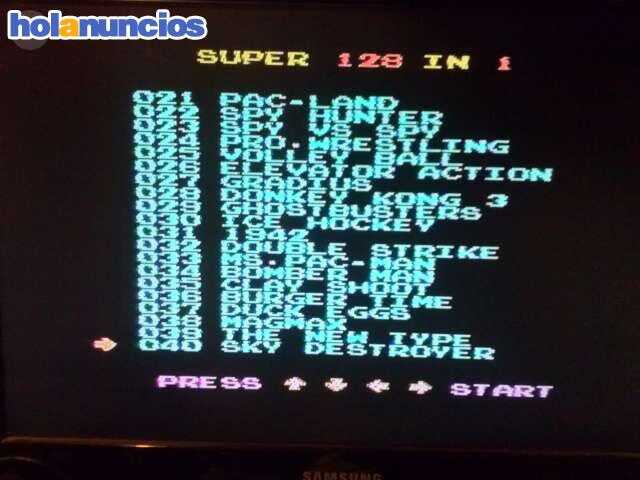 holanuncios
SUPER 128 IN 1
021 PAC-LAND
022 SPY HUNTER
023 SPY VS SPY
024 PRO.WRESTLING
025 VOLLEY BALL
026 ELEVATOR ACTION
027 GRADIUS
028 DONKEY KONG 3
029 GHOSTBUSTERS
030 ICE HOCKEY
031 1942
032 DOUBLE STRIKE
033 MS.PAC-MAN
034 BOMBER MAN
035 CLAY SHOOT
036 BURGER TIME
037 DUCK EGGS
038 MAGMAX
039 THE NEW TYPE
→ 040 SKY DESTROYER
PRESS ↑ ↓ ← → START
SAMSUNG